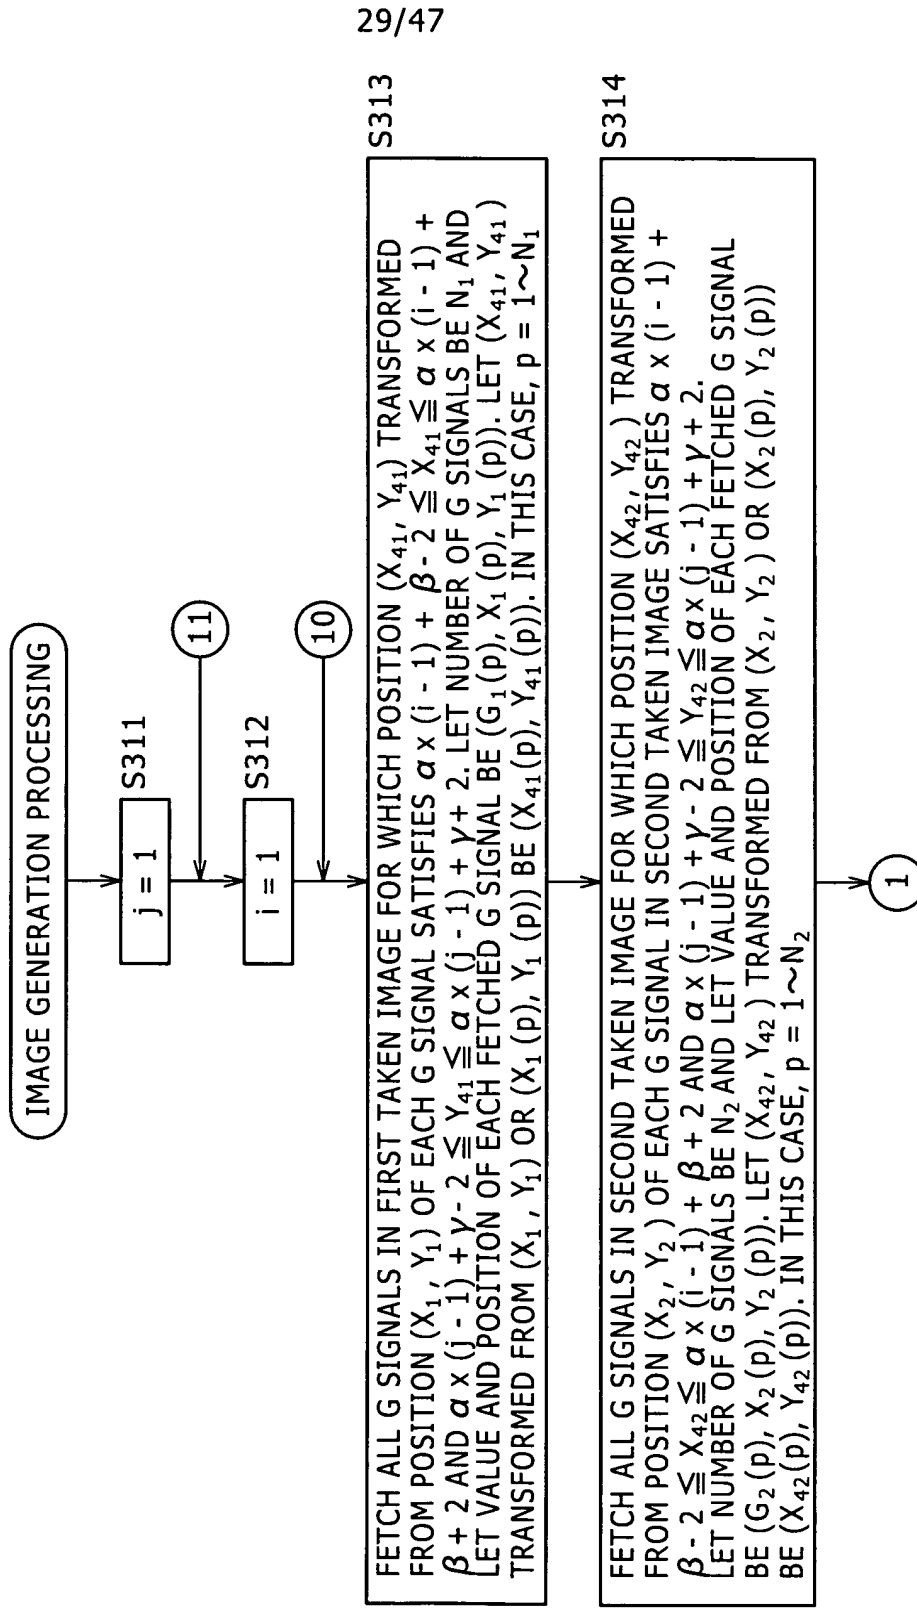 29/47
IMAGE GENERATION PROCESSING
S311
j = 1
11
S312
i = 1
10
S313
FETCH ALL G SIGNALS IN FIRST TAKEN IMAGE FOR WHICH POSITION (X₄₁, Y₄₁) TRANSFORMED
FROM POSITION (X₁, Y₁) OF EACH G SIGNAL SATISFIES α x (i - 1) + β - 2 ≦ X₄₁ ≦ α x (i - 1) +
β + 2 AND α x (j - 1) + γ - 2 ≦ Y₄₁ ≦ α x (j - 1) + γ + 2. LET NUMBER OF G SIGNALS BE N₁ AND
LET VALUE AND POSITION OF EACH FETCHED G SIGNAL BE (G₁(p), X₁(p), Y₁(p)). LET (X₄₁, Y₄₁)
TRANSFORMED FROM (X₁, Y₁) OR (X₁(p), Y₁(p)) BE (X₄₁(p), Y₄₁(p)). IN THIS CASE, p = 1~N₁
S314
FETCH ALL G SIGNALS IN SECOND TAKEN IMAGE FOR WHICH POSITION (X₄₂, Y₄₂) TRANSFORMED
FROM POSITION (X₂, Y₂) OF EACH G SIGNAL IN SECOND TAKEN IMAGE SATISFIES α x (i - 1) +
β - 2 ≦ X₄₂ ≦ α x (i - 1) + β + 2 AND α x (j - 1) + γ - 2 ≦ Y₄₂ ≦ α x (j - 1) + γ + 2.
LET NUMBER OF G SIGNALS BE N₂ AND LET VALUE AND POSITION OF EACH FETCHED G SIGNAL
BE (G₂(p), X₂(p), Y₂(p)). LET (X₄₂, Y₄₂) TRANSFORMED FROM (X₂, Y₂) OR (X₂(p), Y₂(p))
BE (X₄₂(p), Y₄₂(p)). IN THIS CASE, p = 1~N₂
1